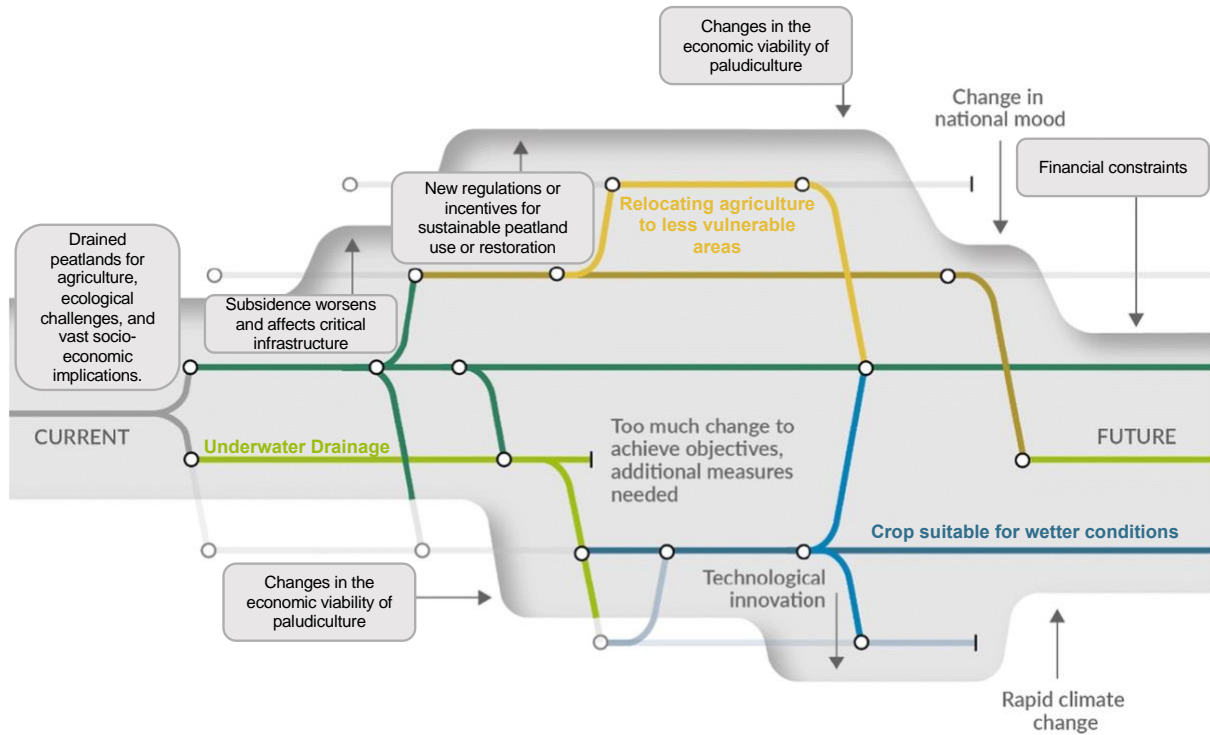 Changes in the
economic viability of
paludiculture
Change in
national mood
Financial constraints
New regulations or
incentives for
sustainable peatland
use or restoration
Relocating agriculture
to less vulnerable
areas
Drained
peatlands for
agriculture,
ecological
challenges, and
vast socio-
economic
implications.
Subsidence worsens
and affects critical
infrastructure
CURRENT
Underwater Drainage
Too much change to
achieve objectives,
additional measures
needed
FUTURE
Crop suitable for wetter conditions
Changes in the
economic viability of
paludiculture
Technological
innovation
Rapid climate
change